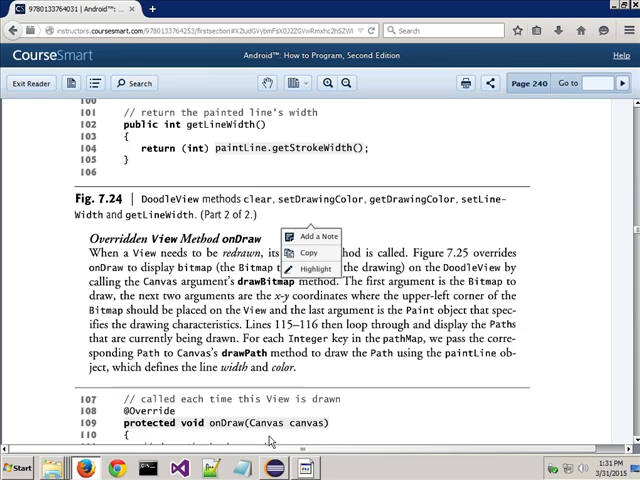 9780133764031 | Android™: ...
instructors.coursesmart.com/9780133764253/firstsection#X2ludGVybmFsX0J2ZGVwRmxhc2hSZWFk
Search
CourseSmart
Android™: How to Program, Second Edition
Help
Exit Reader
Search
Page 240
Go to
100
101 // return the painted line's width
102 public int getLineWidth()
103 {
104 return (int) paintLine.getStrokeWidth();
105 }
106
Fig. 7.24 | DoodleView methods clear, setDrawingColor, getDrawingColor, setLine-
Width and getLineWidth. (Part 2 of 2.)
Add a Note
Copy
Highlight
Overridden View Method onDraw
When a View needs to be redrawn, its method is called. Figure 7.25 overrides
onDraw to display bitmap (the Bitmap the drawing) on the DoodleView by
calling the Canvas argument's drawBitmap method. The first argument is the Bitmap to
draw, the next two arguments are the x-y coordinates where the upper-left corner of the
Bitmap should be placed on the View and the last argument is the Paint object that spec-
ifies the drawing characteristics. Lines 115–116 then loop through and display the Paths
that are currently being drawn. For each Integer key in the pathMap, we pass the corre-
sponding Path to Canvas's drawPath method to draw the Path using the paintLine ob-
ject, which defines the line width and color.
107 // called each time this View is drawn
108 @Override
109 protected void onDraw(Canvas canvas)
110 {
Start
1:31 PM
3/31/2015